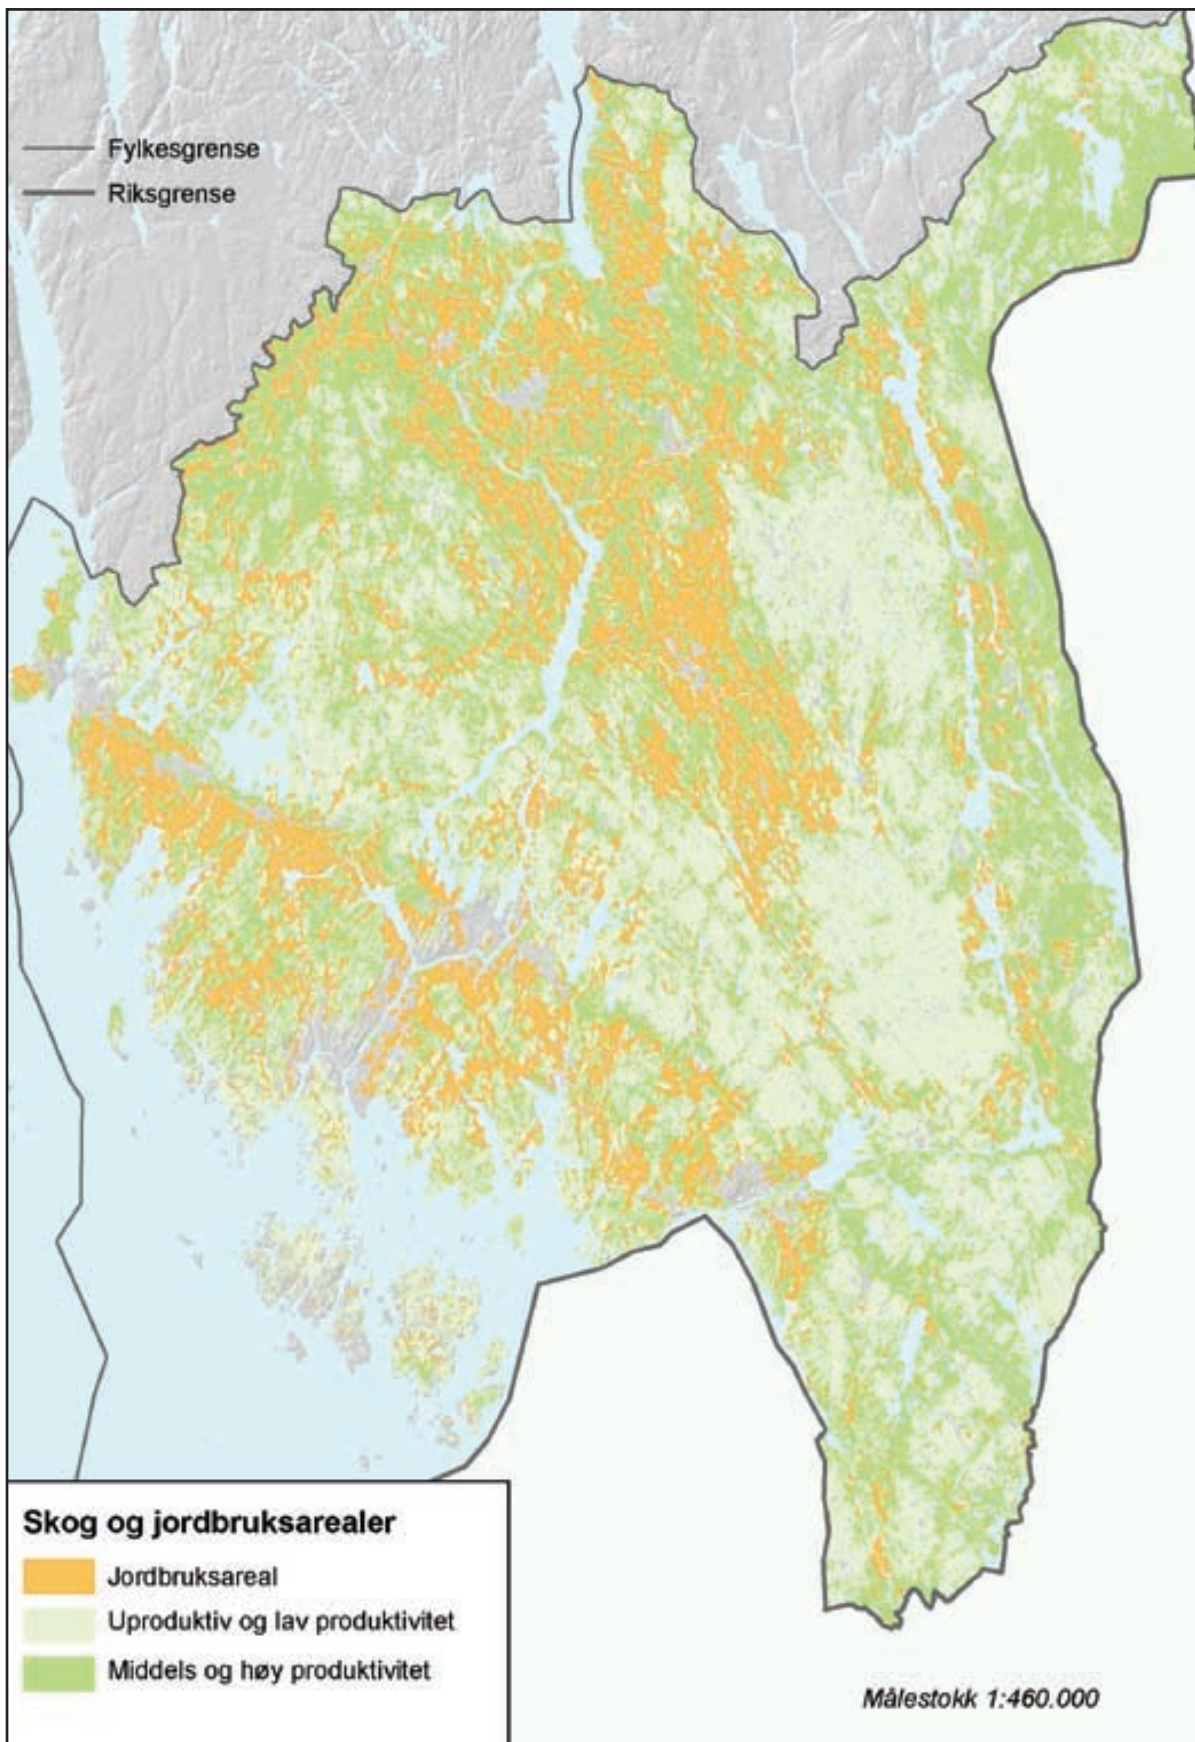 Fylkesgrense
Riksgrense
Skog og jordbruksarealer
Jordbruksareal
Uproduktiv og lav produktivitet
Middels og høy produktivitet
Målestokk 1:460.000